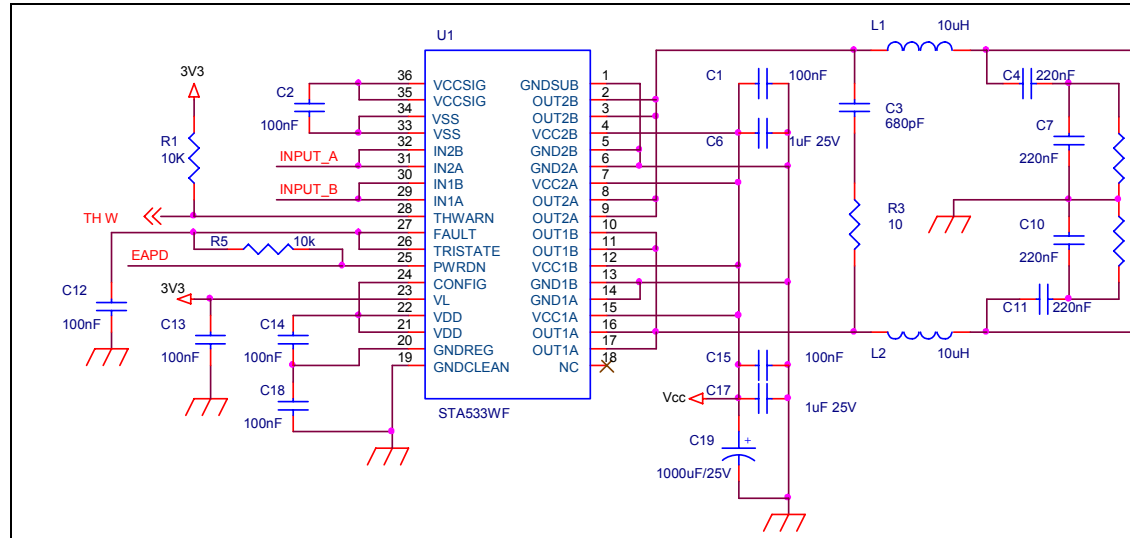 U1
L1 10uH
3V3
36 VCCSIG
35 VCCSIG
34 VSS
33 VSS
32 IN2B
31 IN2A
30 IN1B
29 IN1A
28 THWARN
27 FAULT
26 TRISTATE
25 PWRDN
24 CONFIG
23 VL
22 VDD
21 VDD
20 GNDREG
19 GNDCLEAN
GNDSUB 1
OUT2B 2
OUT2B 3
VCC2B 4
GND2B 5
GND2A 6
VCC2A 7
OUT2A 8
OUT2A 9
OUT1B 10
OUT1B 11
VCC1B 12
GND1B 13
GND1A 14
VCC1A 15
OUT1A 16
OUT1A 17
NC 18
STA533WF
C2
100nF
R1
10K
INPUT_A
INPUT_B
TH W
R5 10k
EAPD
C12
100nF
3V3
C13
100nF
C14
100nF
C18
100nF
C1 100nF
C6 1uF 25V
C15 100nF
C17
1uF 25V
Vcc
C19 +
1000uF/25V
C3
680pF
R3
10
C4 220nF
C7
220nF
C10
220nF
C11 220nF
L2 10uH